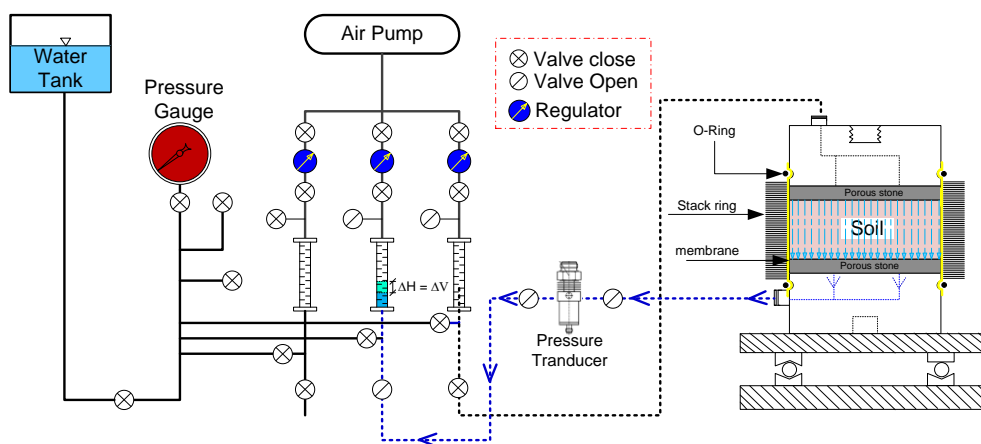 Water
Tank
Pressure
Gauge
Air Pump
Valve close
Valve Open
Regulator
O-Ring
Stack ring
membrane
Porous stone
Soil
Porous stone
ΔH = ΔV
Pressure
Tranducer